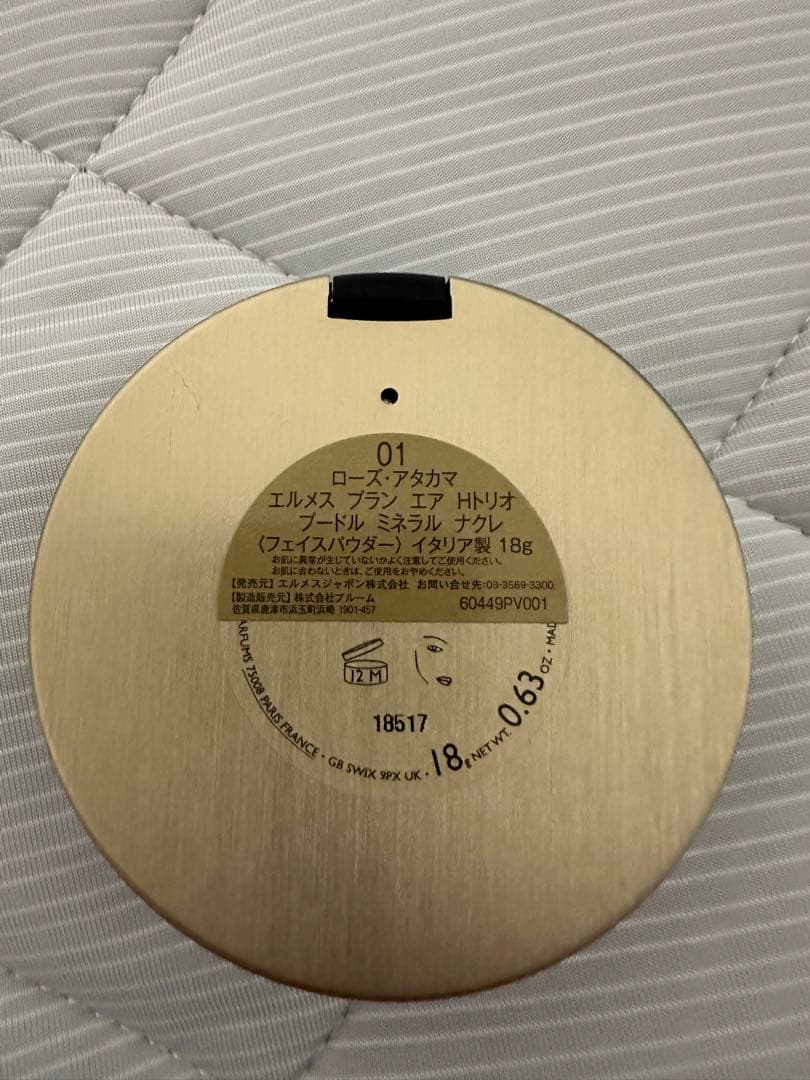 01
ローズ・アタカマ
エルメス プラン エア Hトリオ
プードル ミネラル ナクレ
〈フェイスパウダー〉 イタリア製 18g
お肌に異常が生じていないかよく注意してご使用ください。
お肌に合わないときは、ご使用をおやめください。
【発売元】エルメスジャポン株式会社 お問い合せ先:03-3569-3300
【製造販売元】株式会社ブルーム
佐賀県唐津市浜玉町浜崎 1901-457 60449PV001
12 M
18517
ARFUMS 75008 PARIS FRANCE · GB SW1X 9PX UK · 18g NET WT. 0.63 OZ · MAD